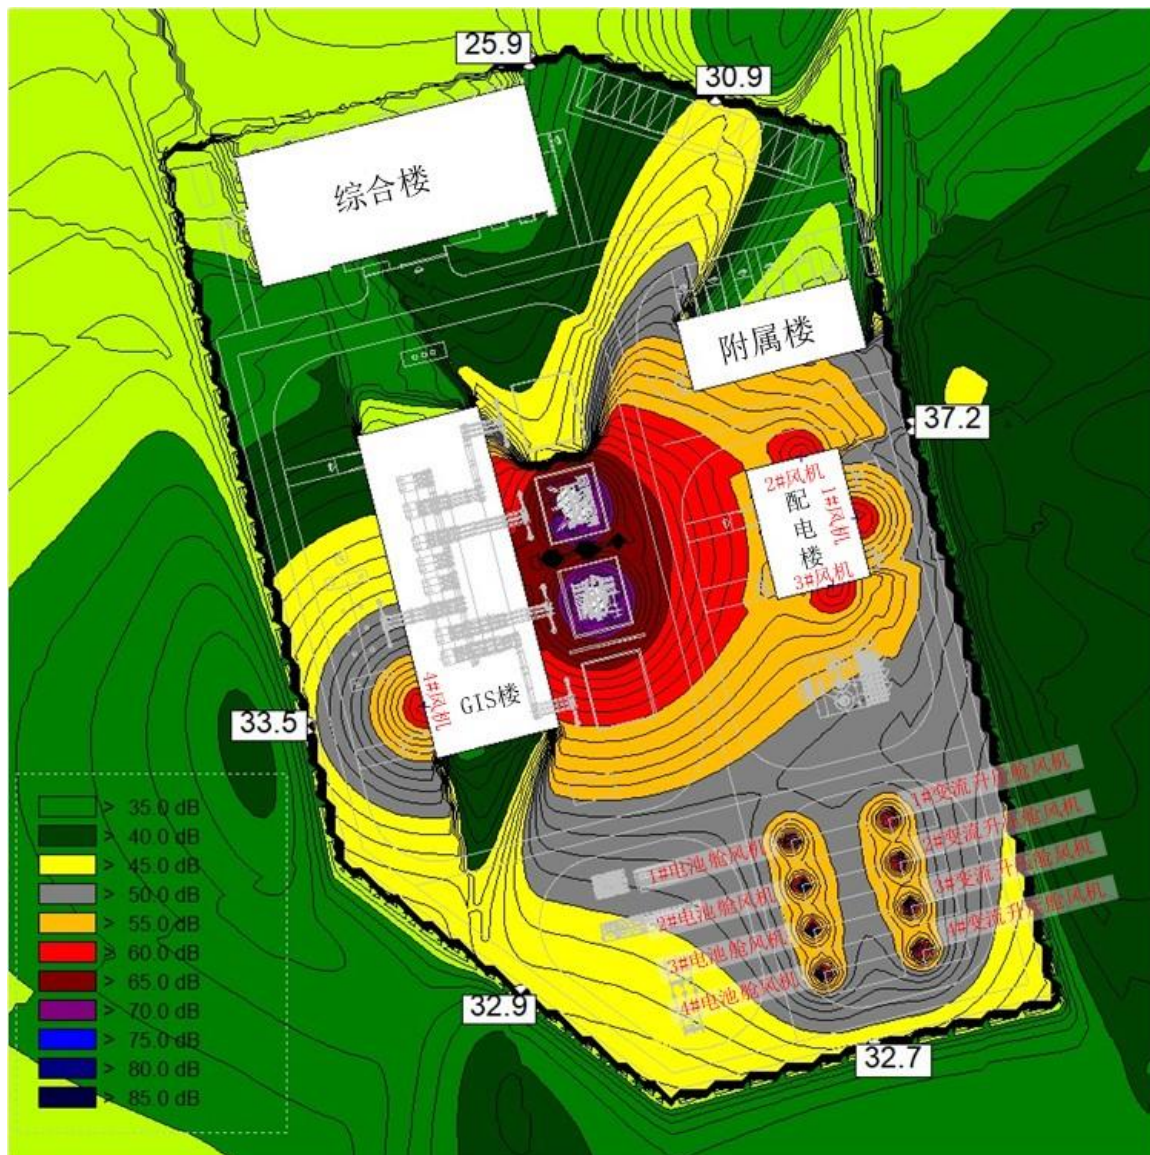 25.9
30.9
综合楼
附属楼
37.2
2#风机
1#风机
配电楼
3#风机
4#风机
GIS楼
33.5
1#变流升压舱风机
2#变流升压舱风机
3#变流升压舱风机
4#变流升压舱风机
1#电池舱风机
2#电池舱风机
3#电池舱风机
4#电池舱风机
> 35.0 dB
> 40.0 dB
> 45.0 dB
> 50.0 dB
> 55.0 dB
> 60.0 dB
> 65.0 dB
> 70.0 dB
> 75.0 dB
> 80.0 dB
> 85.0 dB
32.9
32.7